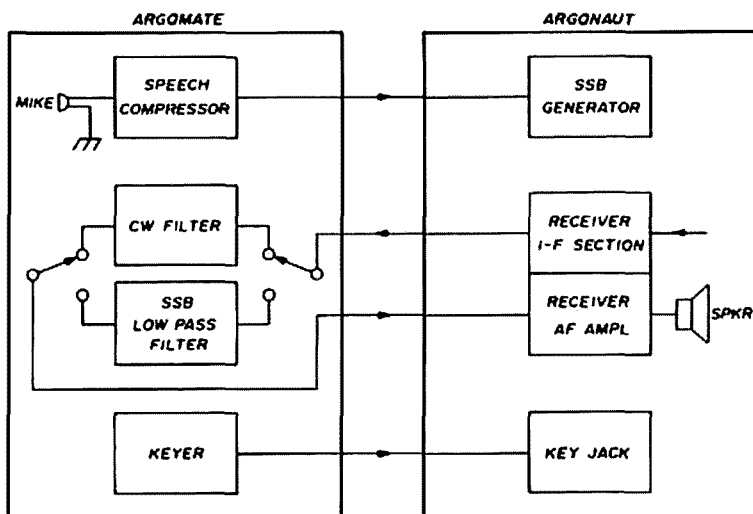 ARGOMATE
ARGONAUT
MIKE
SPEECH
COMPRESSOR
SSB
GENERATOR
CW FILTER
RECEIVER
I-F SECTION
SSB
LOW PASS
FILTER
RECEIVER
AF AMPL
SPKR
KEYER
KEY JACK